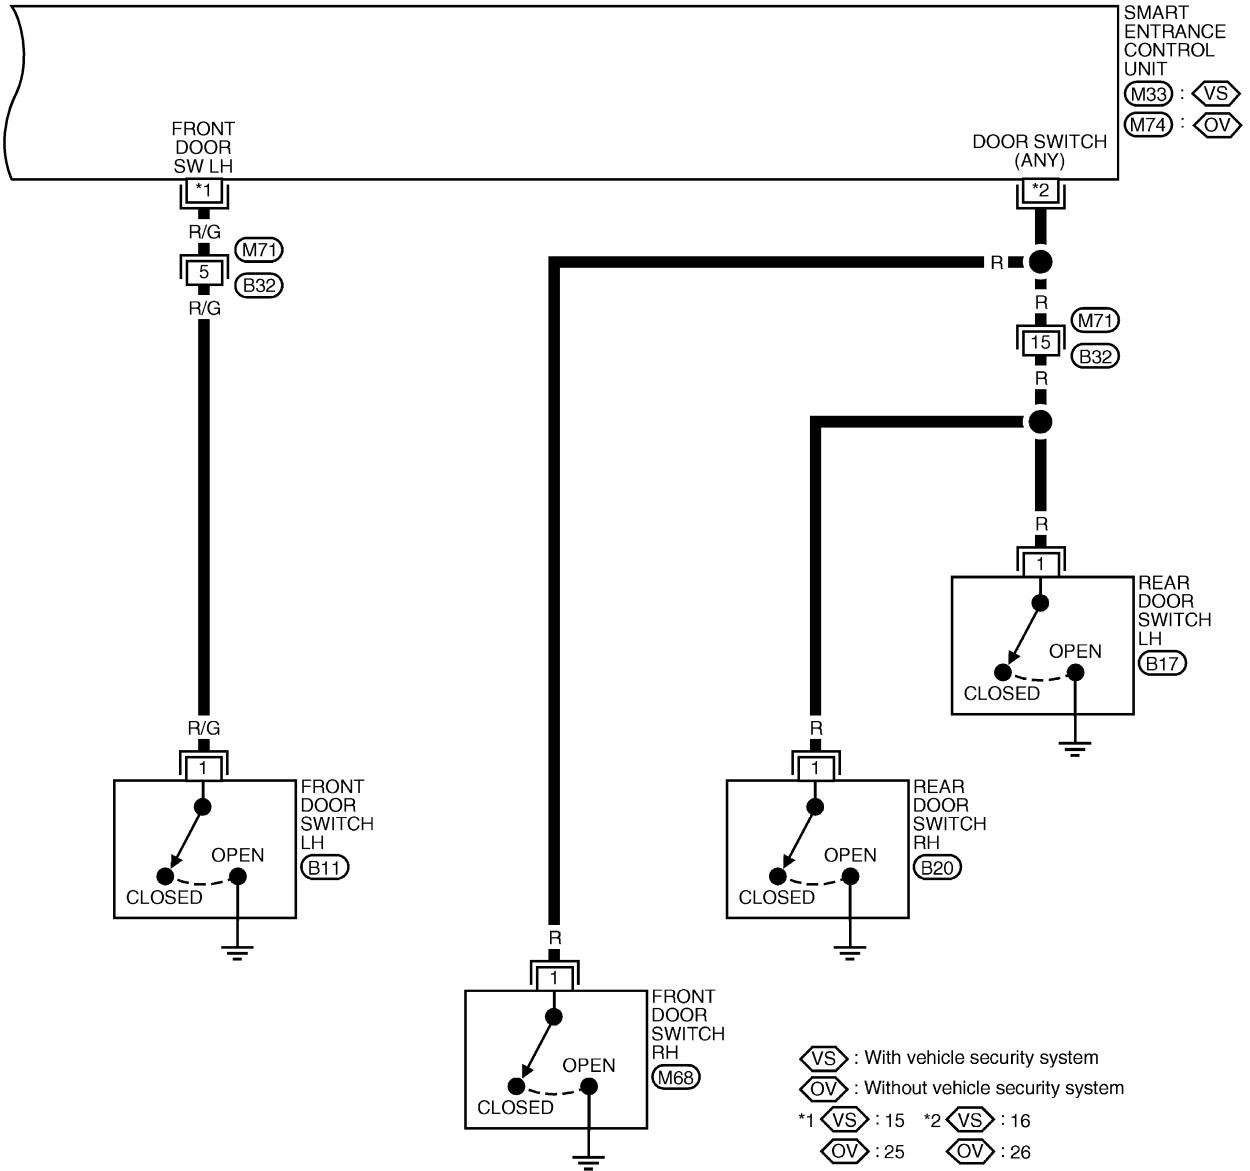 SMART
ENTRANCE
CONTROL
UNIT
M33 : VS
M74 : OV
FRONT
DOOR
SW LH
DOOR SWITCH
(ANY)
*1
*2
R/G
M71
5
B32
R/G
R
R
M71
15
B32
R
R
1
REAR
DOOR
SWITCH
LH
B17
OPEN
CLOSED
R/G
1
FRONT
DOOR
SWITCH
LH
B11
OPEN
CLOSED
R
1
REAR
DOOR
SWITCH
RH
B20
OPEN
CLOSED
R
1
FRONT
DOOR
SWITCH
RH
M68
OPEN
CLOSED
VS : With vehicle security system
OV : Without vehicle security system
*1 VS : 15 *2 VS : 16
OV : 25 OV : 26